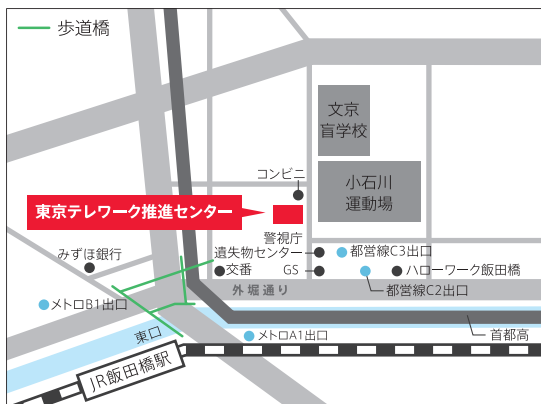 歩道橋
文京
盲学校
コンビニ
小石川
運動場
東京テレワーク推進センター
警視庁
遺失物センター
都営線C3出口
みずほ銀行
交番
GS
ハローワーク飯田橋
外堀通り
都営線C2出口
メトロB1出口
東口
メトロA1出口
首都高
JR飯田橋駅